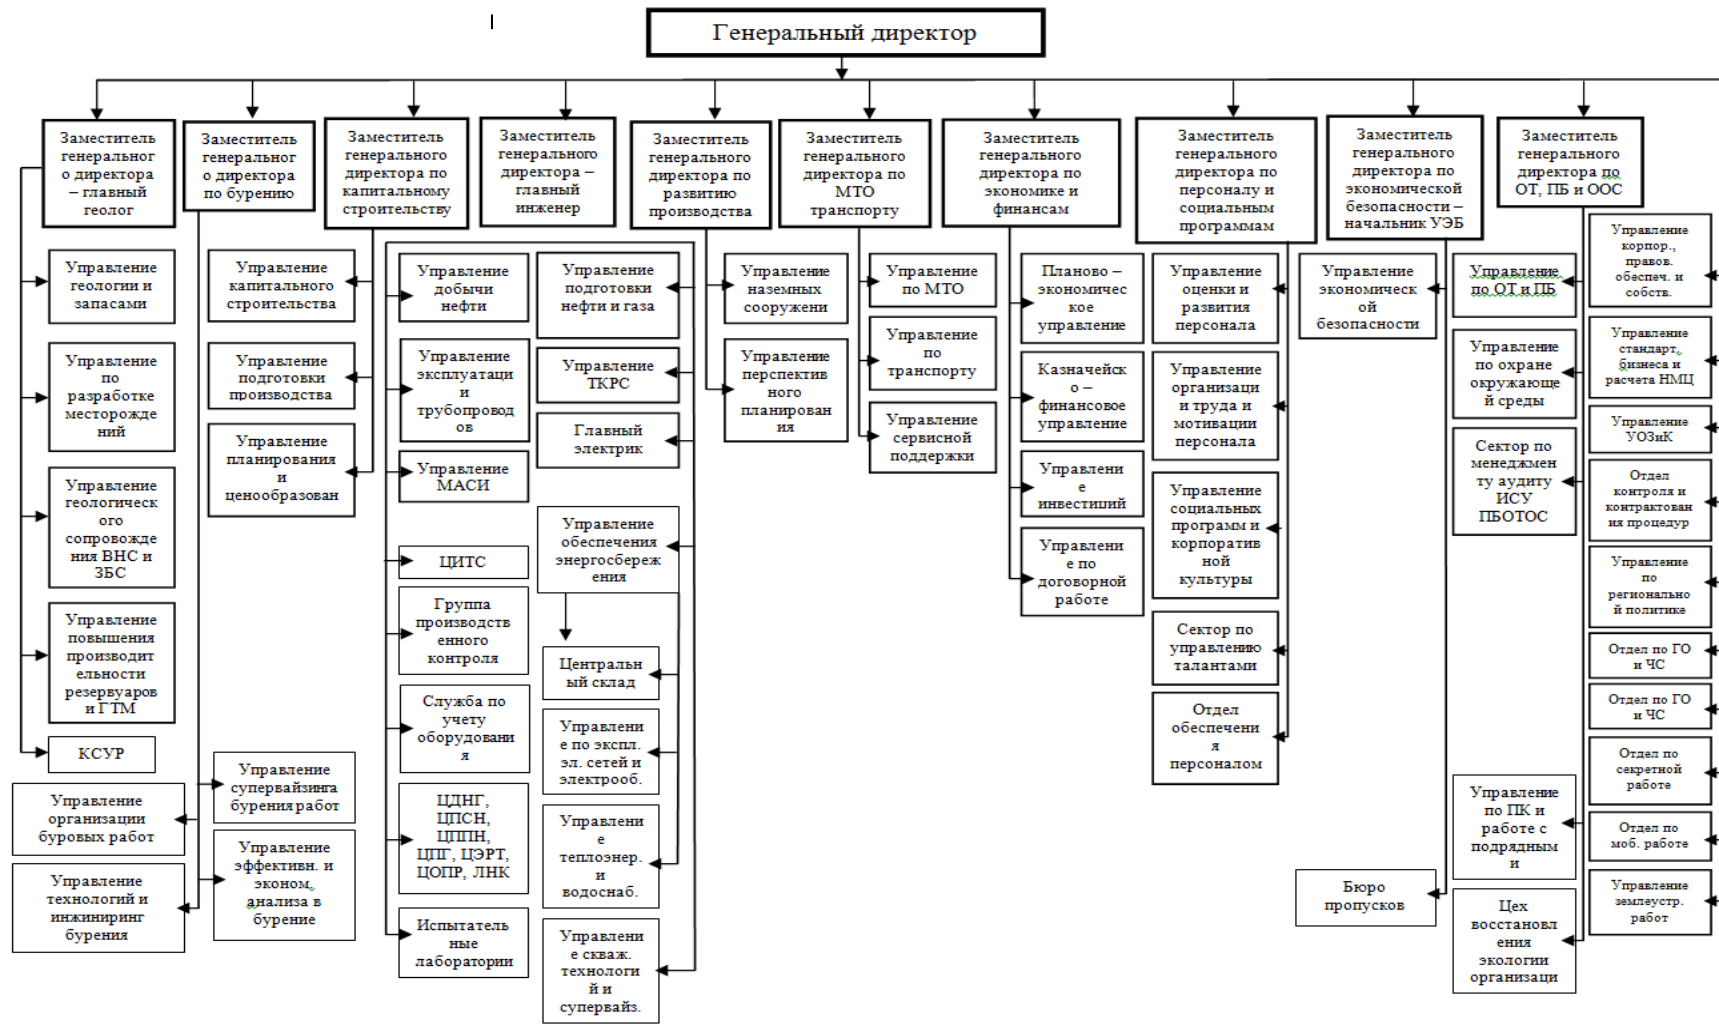 Генеральный директор
Заместитель
генеральног
о директора
– главный
геолог
Заместитель
генеральног
о директора
по бурению
Заместитель
генерального
директора по
капитальному
строительству
Заместитель
генерального
директора –
главный
инженер
Заместитель
генерального
директора по
развитию
производства
Заместитель
генерального
директора по
МТО
транспорту
Заместитель
генерального
директора по
экономике и
финансам
Заместитель
генерального
директора по
персоналу и
социальным
программам
Заместитель
генерального
директора по
экономической
безопасности –
начальник УЭБ
Заместитель
генерального
директора по
ОТ, ПБ и ООС
Управление
геологии и
запасами
Управление
по
разработке
месторожде
ний
Управление
геологическ
ого
сопровожде
ния ВНС и
ЗБС
Управление
повышения
производит
ельности
резервуаров
и ГТМ
КСУР
Управление
организации
буровых работ
Управление
технологий и
инжиниринг
бурения
Управление
супервайзинга
бурения работ
Управление
эффективн. и
эконом.
анализа в
бурение
Управление
капитального
строительства
Управление
подготовки
производства
Управление
планирования
и
ценообразован
Управление
добычи
нефти
Управление
эксплуатаци
и
трубопровод
ов
Управление
МАСИ
ЦИТС
Группа
производств
енного
контроля
Служба по
учету
оборудовани
я
ЦДНГ,
ЦПСН,
ЦППН,
ЦПГ, ЦЭРТ,
ЦОПР, ЛНК
Испытатель
ные
лаборатории
Управление
подготовки
нефти и газа
Управление
ТКРС
Главный
электрик
Управление
обеспечения
энергосбереж
ения
Центральн
ый склад
Управлени
е по экспл.
эл. сетей и
электрооб.
Управлени
е
теплоэнер.
и
водоснаб.
Управлени
е скваж.
технологи
й и
супервайз.
Управление
наземных
сооружени
Управление
перспектив
ного
планирован
ия
Управление
по МТО
Управление
по
транспорту
Управление
сервисной
поддержки
Планово –
экономичес
кое
управление
Казначейск
о –
финансовое
управление
Управлени
е
инвестиций
Управлени
е по
договорной
работе
Управление
оценки и
развития
персонала
Управление
организаци
и труда и
мотивации
персонала
Управление
социальных
программ и
корпоратив
ной
культуры
Сектор по
управлению
талантами
Отдел
обеспечени
я
персоналом
Управление
экономическ
ой
безопасности
Бюро
пропусков
Управление
по ОТ и ПБ
Управление
по охране
окружающе
й среды
Сектор по
менеджмен
ту аудиту
ИСУ
ПБОТОС
Управление
по ПК и
работе с
подрядным
и
Цех
восстановл
ения
экологии
организаци
Управление
корпор.,
правов.
обеспеч. и
собств.
Управление
стандарт,
бизнеса и
расчета НМЦ
Управление
УОЗиК
Отдел
контроля и
контрактован
ия процедур
Управление
по
регионально
й политике
Отдел по ГО
и ЧС
Отдел по ГО
и ЧС
Отдел по
секретной
работе
Отдел по
моб. работе
Управление
землеустр.
работ